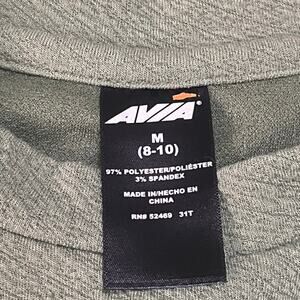 AVIA
M
(8-10)
97% POLYESTER/POLIÉSTER
3% SPANDEX
MADE IN/HECHO EN
CHINA
RN# 52469 31T